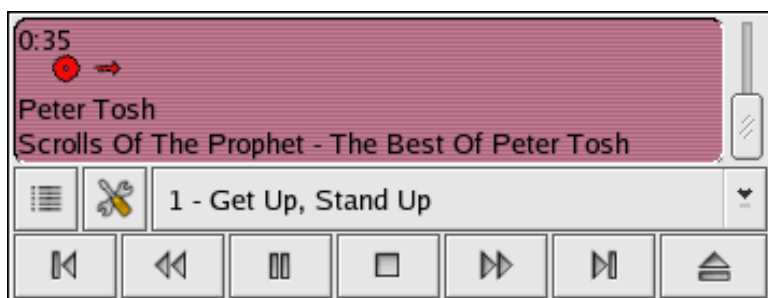 0:35
Peter Tosh
Scrolls Of The Prophet - The Best Of Peter Tosh
1 - Get Up, Stand Up